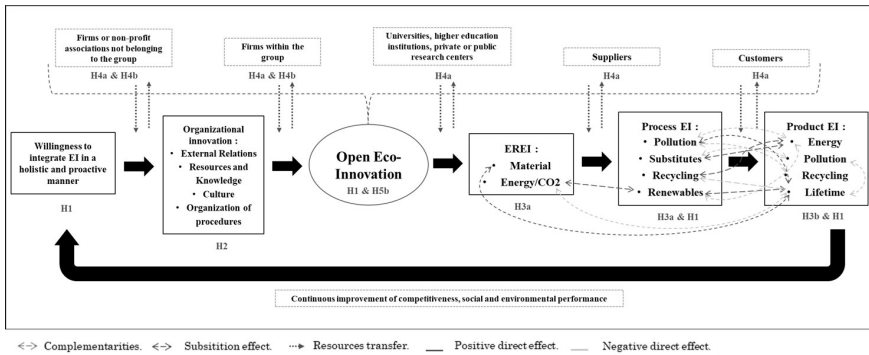 Firms or non-profit
associations not belonging
to the group
H4a & H4b
Firms within the
group
H4a & H4b
Universities, higher education
institutions, private or public
research centers
H4a
Suppliers
H4a
Customers
H4a
Willingness to
integrate EI in a
holistic and proactive
manner
H1
Organizational
innovation :
• External Relations
• Resources and
Knowledge
• Culture
• Organization of
procedures
H2
Open Eco-
Innovation
H1 & H5b
EREI :
• Material
• Energy/CO2
H3a
Process EI :
• Pollution
• Substitutes
• Recycling
• Renewables
H3a & H1
Product EI :
• Energy
• Pollution
• Recycling
• Lifetime
H3b & H1
Continuous improvement of competitiveness, social and environmental performance
Complementarities.
Subsitition effect.
Resources transfer.
Positive direct effect.
Negative direct effect.